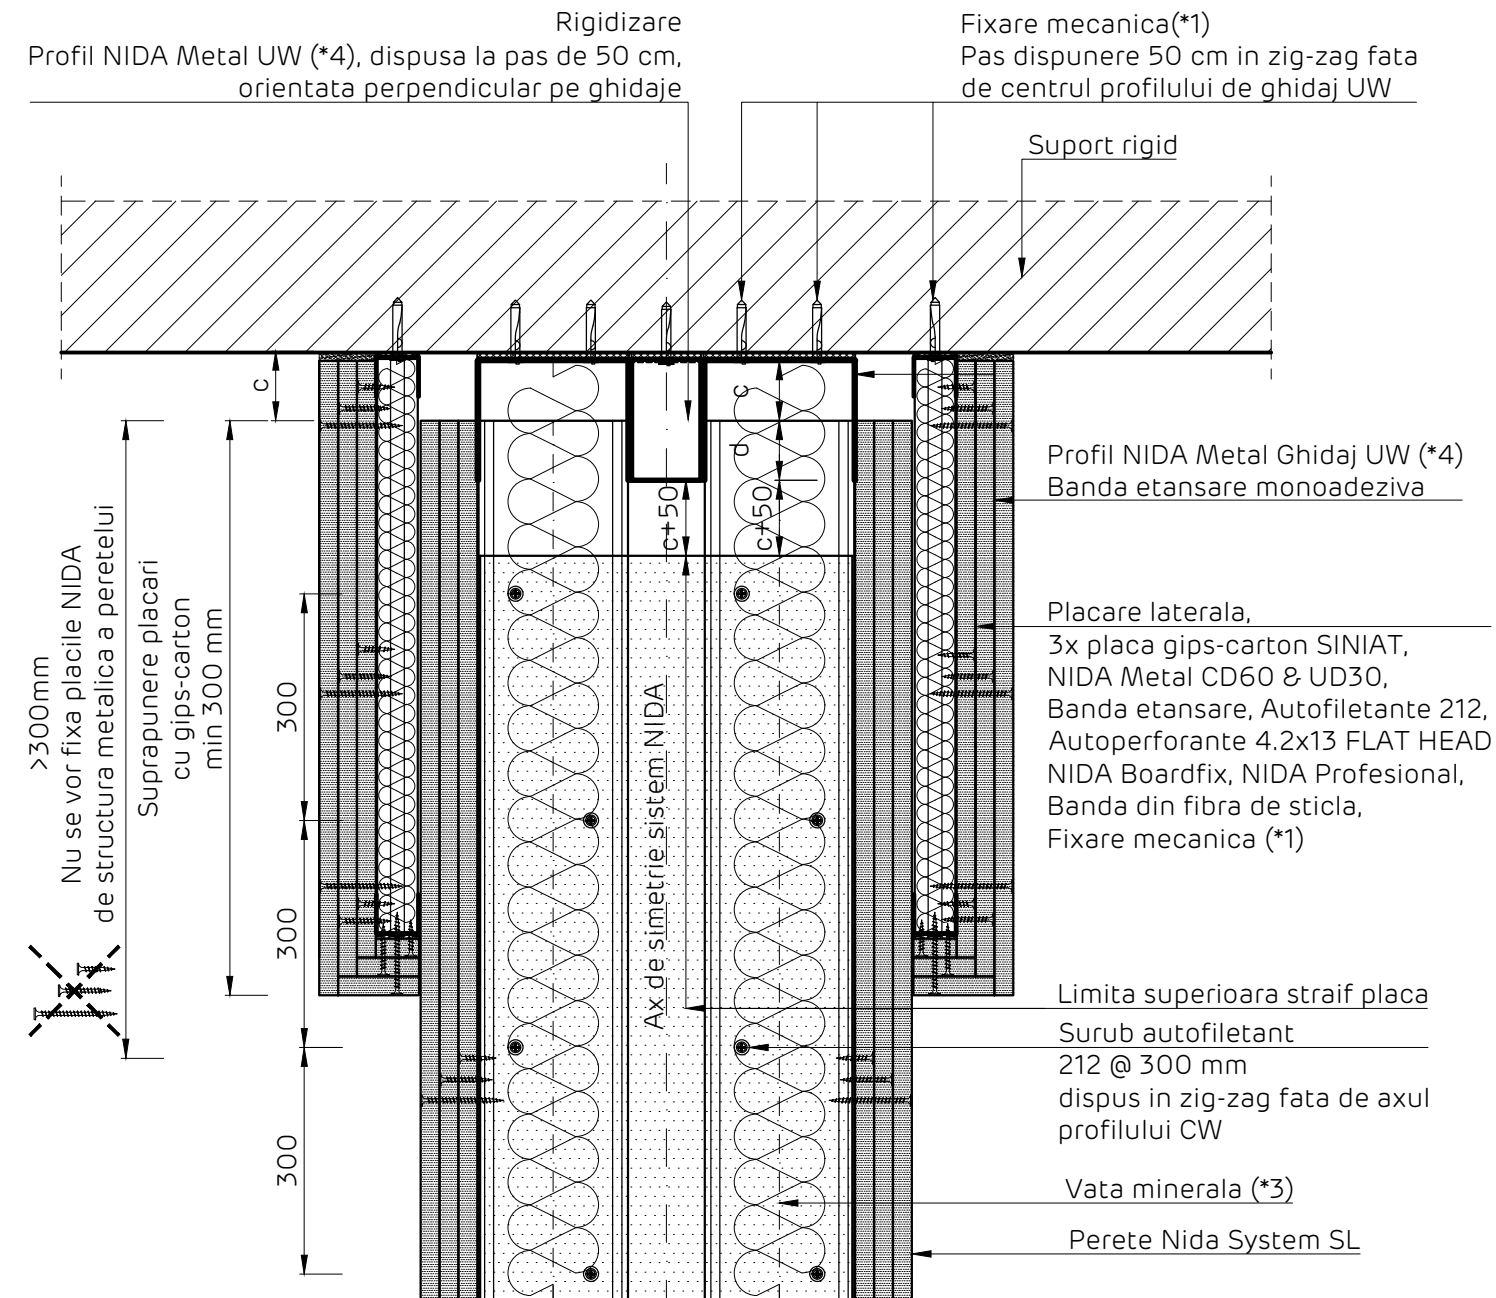 Rigidizare
Profil NIDA Metal UW (*4), dispusa la pas de 50 cm,
orientata perpendicular pe ghidaje
Fixare mecanica(*1)
Pas dispunere 50 cm in zig-zag fata
de centrul profilului de ghidaj UW
Suport rigid
c
c
d
c+50
c+50
Profil NIDA Metal Ghidaj UW (*4)
Banda etansare monoadeziva
>300mm
Nu se vor fixa placile NIDA
de structura metalica a peretelui
Suprapunere placari
cu gips-carton
min 300 mm
300
300
300
Ax de simetrie sistem NIDA
Placare laterala,
3x placa gips-carton SINIAT,
NIDA Metal CD60 & UD30,
Banda etansare, Autofiletante 212,
Autoperforante 4.2x13 FLAT HEAD
NIDA Boardfix, NIDA Profesional,
Banda din fibra de sticla,
Fixare mecanica (*1)
Limita superioara straif placa
Surub autofiletant
212 @ 300 mm
dispus in zig-zag fata de axul
profilului CW
Vata minerala (*3)
Perete Nida System SL